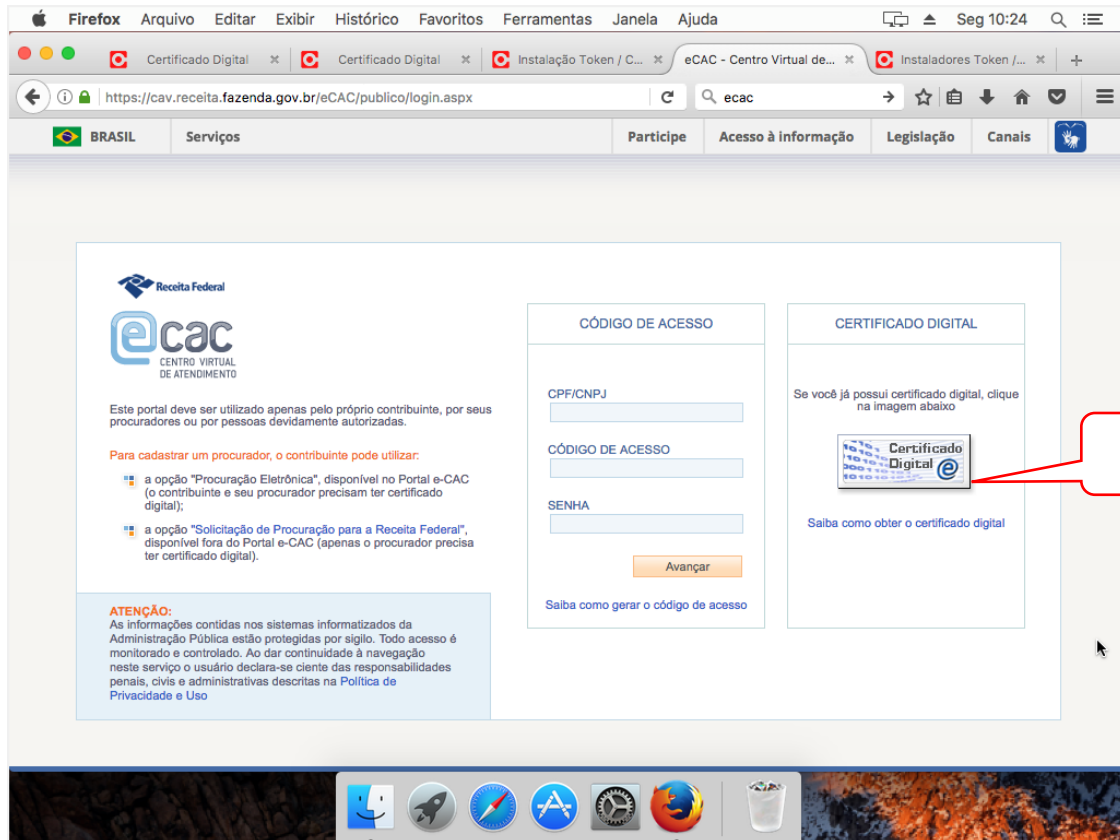 Firefox Arquivo Editar Exibir Histórico Favoritos Ferramentas Janela Ajuda Seg 10:24
Certificado Digital
Certificado Digital
Instalação Token / C...
eCAC - Centro Virtual de...
Instaladores Token /...
https://cav.receita.fazenda.gov.br/eCAC/publico/login.aspx
ecac
BRASIL Serviços Participe Acesso à informação Legislação Canais
Receita Federal
e cac
CENTRO VIRTUAL
DE ATENDIMENTO
Este portal deve ser utilizado apenas pelo próprio contribuinte, por seus
procuradores ou por pessoas devidamente autorizadas.
Para cadastrar um procurador, o contribuinte pode utilizar:
a opção "Procuração Eletrônica", disponível no Portal e-CAC
(o contribuinte e seu procurador precisam ter certificado
digital);
a opção "Solicitação de Procuração para a Receita Federal",
disponível fora do Portal e-CAC (apenas o procurador precisa
ter certificado digital).
ATENÇÃO:
As informações contidas nos sistemas informatizados da
Administração Pública estão protegidas por sigilo. Todo acesso é
monitorado e controlado. Ao dar continuidade à navegação
neste serviço o usuário declara-se ciente das responsabilidades
penais, civis e administrativas descritas na Política de
Privacidade e Uso
CÓDIGO DE ACESSO
CPF/CNPJ
CÓDIGO DE ACESSO
SENHA
Avançar
Saiba como gerar o código de acesso
CERTIFICADO DIGITAL
Se você já possui certificado digital, clique
na imagem abaixo
Certificado
Digital e
Saiba como obter o certificado digital